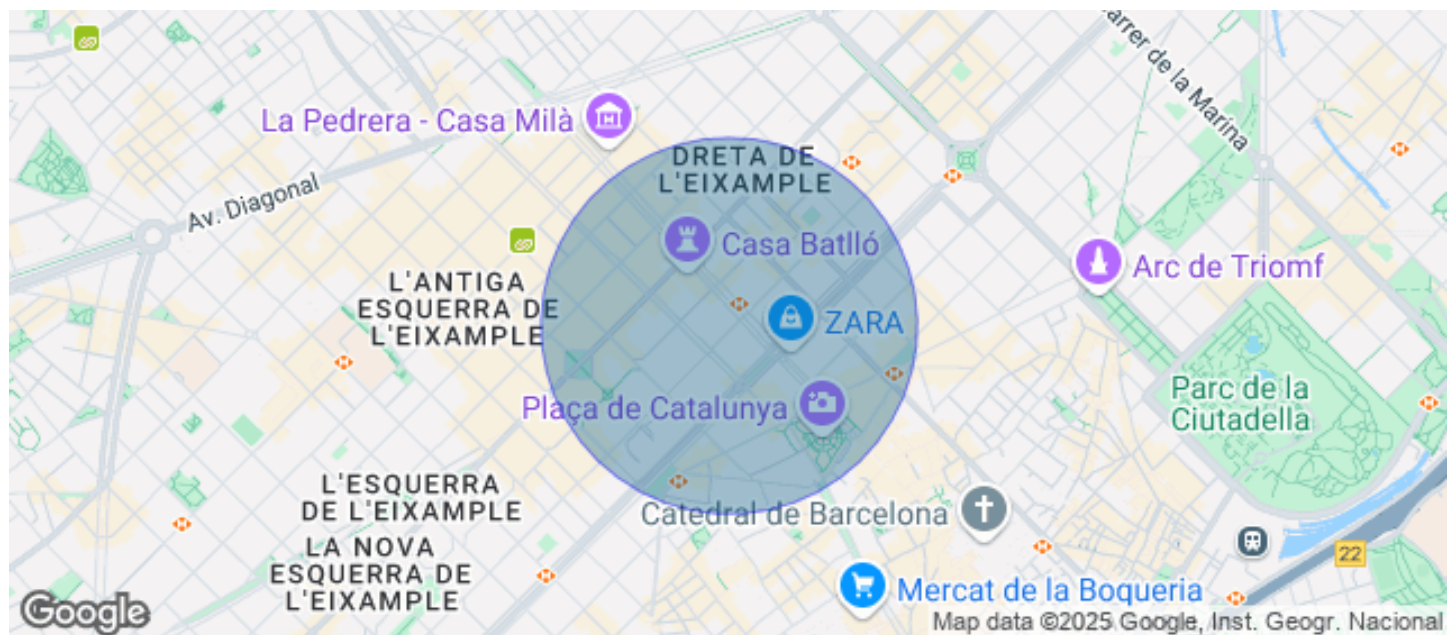 Carrer de la Marina
La Pedrera - Casa Milà
DRETA DE
L'EIXAMPLE
Av. Diagonal
Casa Batlló
Arc de Triomf
L'ANTIGA
ESQUERRA DE
L'EIXAMPLE
ZARA
Plaça de Catalunya
Parc de la
Ciutadella
L'ESQUERRA
DE L'EIXAMPLE
Catedral de Barcelona
LA NOVA
ESQUERRA DE
L'EIXAMPLE
22
Mercat de la Boqueria
Google
Map data ©2025 Google, Inst. Geogr. Nacional